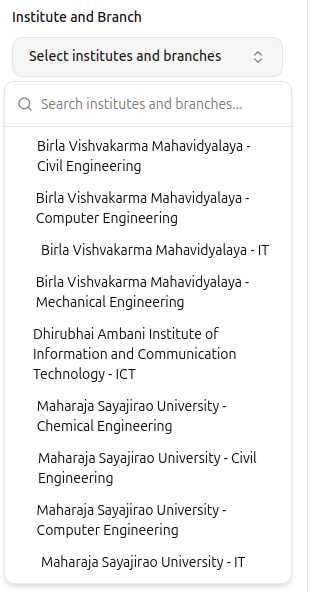 Institute and Branch
Select institutes and branches
Search institutes and branches...
Birla Vishvakarma Mahavidyalaya -
Civil Engineering
Birla Vishvakarma Mahavidyalaya -
Computer Engineering
Birla Vishvakarma Mahavidyalaya - IT
Birla Vishvakarma Mahavidyalaya -
Mechanical Engineering
Dhirubhai Ambani Institute of
Information and Communication
Technology - ICT
Maharaja Sayajirao University -
Chemical Engineering
Maharaja Sayajirao University - Civil
Engineering
Maharaja Sayajirao University -
Computer Engineering
Maharaja Sayajirao University - IT